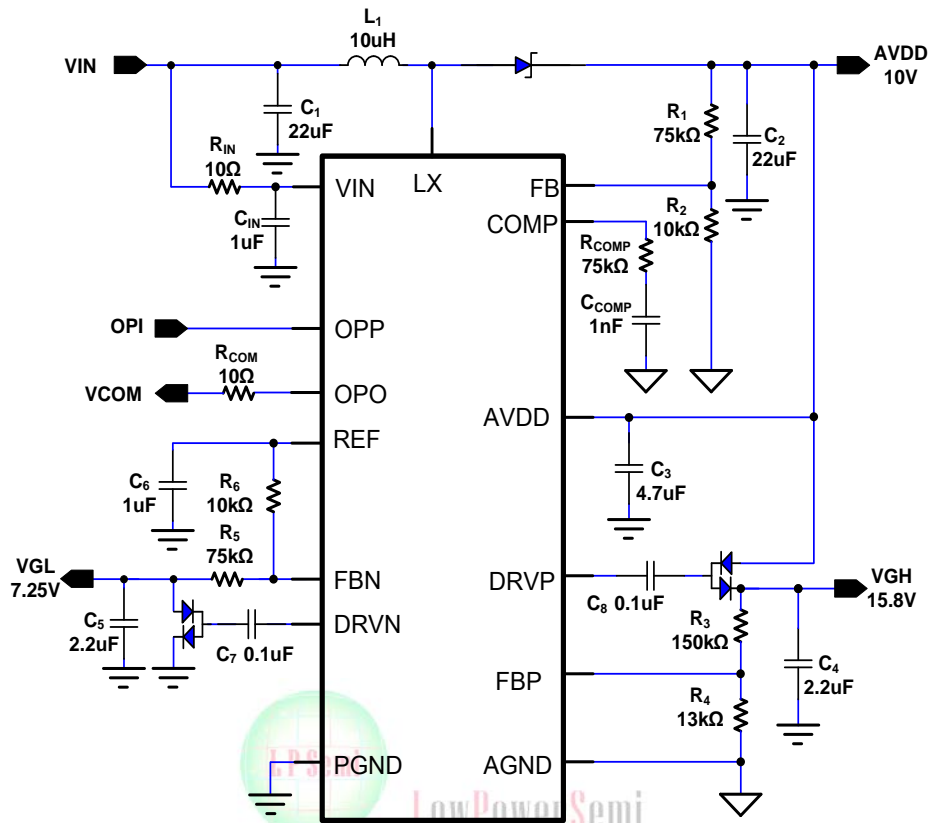 L1
10uH
VIN
AVDD
10V
C1
22uF
R1
75kΩ
C2
22uF
RIN
10Ω
VIN
LX
FB
CIN
1uF
COMP
R2
10kΩ
RCOMP
75kΩ
CCOMP
1nF
OPI
OPP
RCOM
10Ω
VCOM
OPO
AVDD
REF
C6
1uF
R6
10kΩ
C3
4.7uF
R5
75kΩ
VGL
7.25V
FBN
DRVP
C8 0.1uF
VGH
15.8V
C5
2.2uF
DRVN
C7 0.1uF
R3
150kΩ
C4
2.2uF
FBP
R4
13kΩ
PGND
AGND
LP Semi
LowPowerSemi